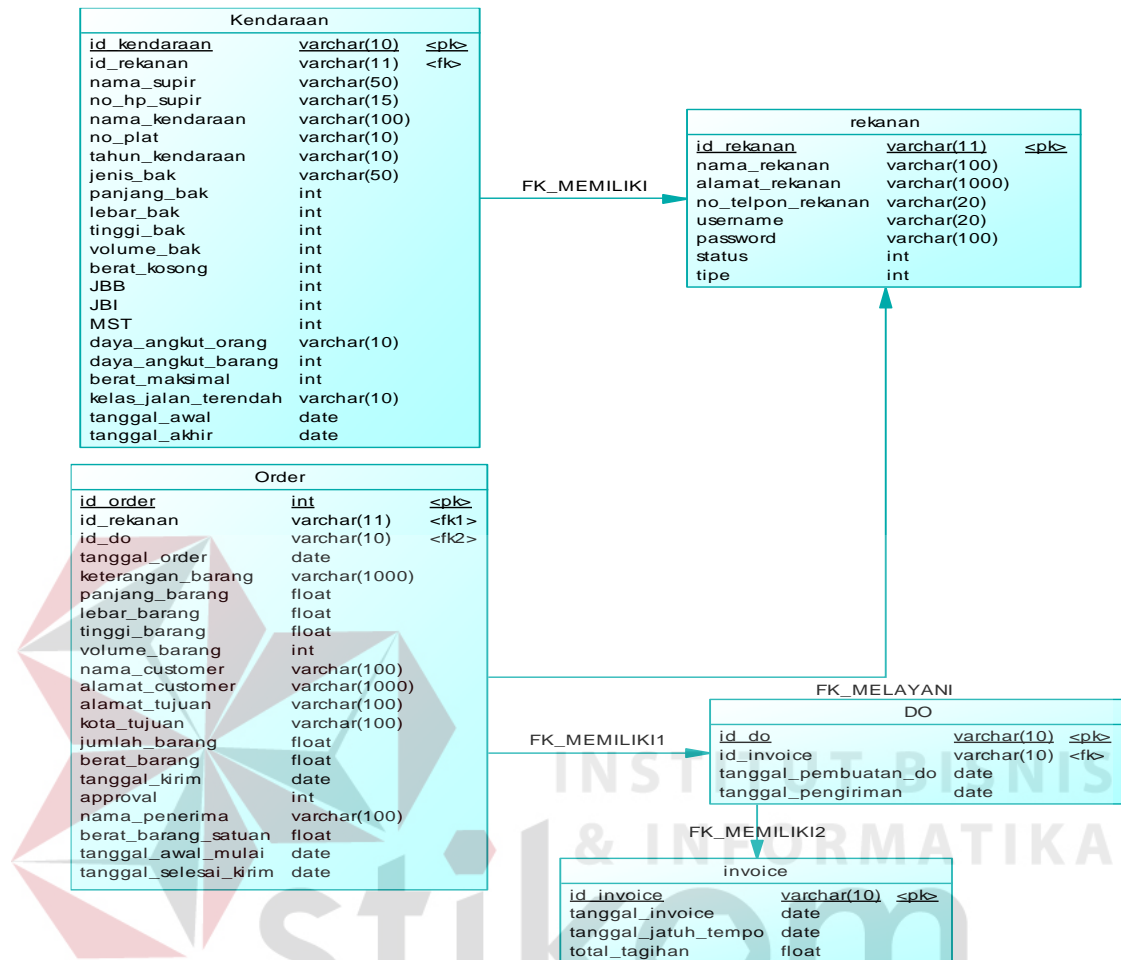 Kendaraan
id_kendaraan varchar(10) <pk>
id_rekanan varchar(11) <fk>
nama_supir varchar(50)
no_hp_supir varchar(15)
nama_kendaraan varchar(100)
no_plat varchar(10)
tahun_kendaraan varchar(10)
jenis_bak varchar(50)
panjang_bak int
lebar_bak int
tinggi_bak int
volume_bak int
berat_kosong int
JBB int
JBI int
MST int
daya_angkut_orang varchar(10)
daya_angkut_barang int
berat_maksimal int
kelas_jalan_terendah varchar(10)
tanggal_awal date
tanggal_akhir date
FK_MEMILIKI
rekanan
id_rekanan varchar(11) <pk>
nama_rekanan varchar(100)
alamat_rekanan varchar(1000)
no_telpon_rekanan varchar(20)
username varchar(20)
password varchar(100)
status int
tipe int
Order
id_order int <pk>
id_rekanan varchar(11) <fk1>
id_do varchar(10) <fk2>
tanggal_order date
keterangan_barang varchar(1000)
panjang_barang float
lebar_barang float
tinggi_barang float
volume_barang int
nama_customer varchar(100)
alamat_customer varchar(1000)
alamat_tujuan varchar(100)
kota_tujuan varchar(100)
jumlah_barang float
berat_barang float
tanggal_kirim date
approval int
nama_penerima varchar(100)
berat_barang_satuan float
tanggal_awal_mulai date
tanggal_selesai_kirim date
FK_MELAYANI
FK_MEMILIKI1
DO
id_do varchar(10) <pk>
id_invoice varchar(10) <fk>
tanggal_pembuatan_do date
tanggal_pengiriman date
FK_MEMILIKI2
invoice
id_invoice varchar(10) <pk>
tanggal_invoice date
tanggal_jatuh_tempo date
total_tagihan float
INSTITUT BISNIS
& INFORMATIKA
stikom